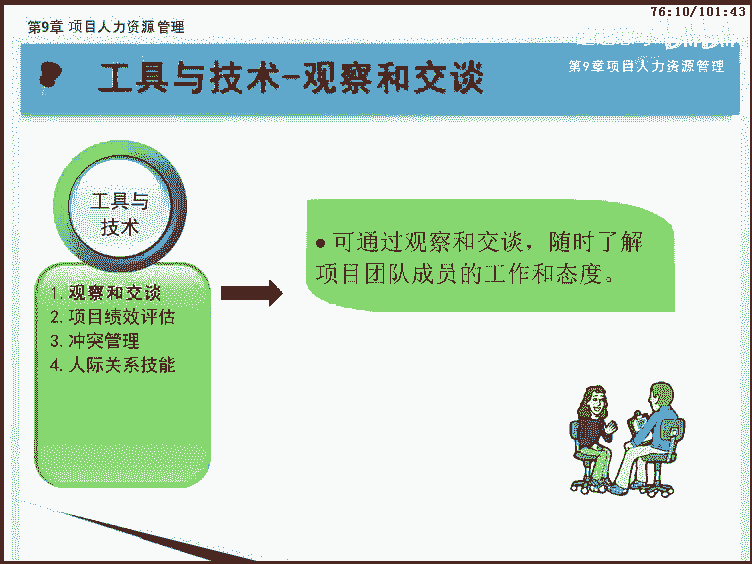 76:10/101:43
第9章 项目人力资源管理
工具与技术-观察和交谈
第9章项目人力资源管理
工具与
技术
1. 观察和交谈
2. 项目绩效评估
3. 冲突管理
4. 人际关系技能
● 可通过观察和交谈，随时了解
项目团队成员的工作和态度。